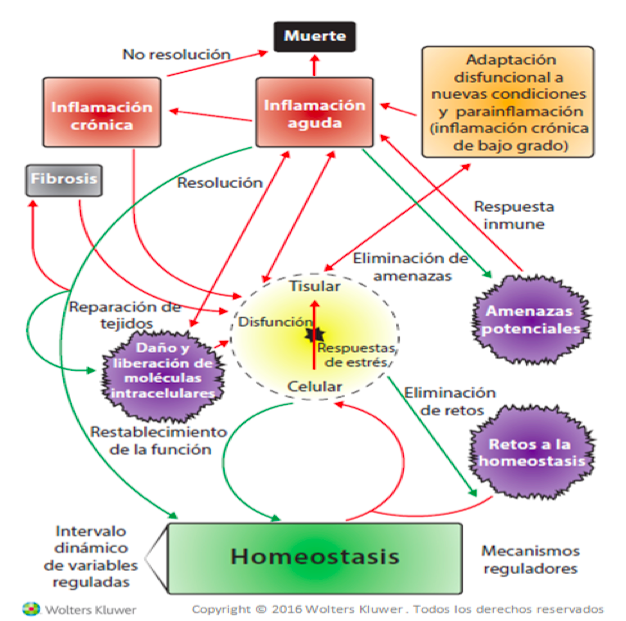 Muerte
No resolución
Inflamación
crónica
Inflamación
aguda
Adaptación
disfuncional a
nuevas condiciones
y parainflamación
(inflamación crónica
de bajo grado)
Fibrosis
Resolución
Respuesta
inmune
Eliminación de
amenazas
Tisular
Reparación de
tejidos
Disfunción
Respuestas
de estrés
Celular
Amenazas
potenciales
Daño y
liberación de
moléculas
intracelulares
Eliminación
de retos
Restablecimiento
de la función
Retos a la
homeostasis
Intervalo
dinámico
de variables
reguladas
Homeostasis
Mecanismos
reguladores
Wolters Kluwer
Copyright © 2016 Wolters Kluwer . Todos los derechos reservados